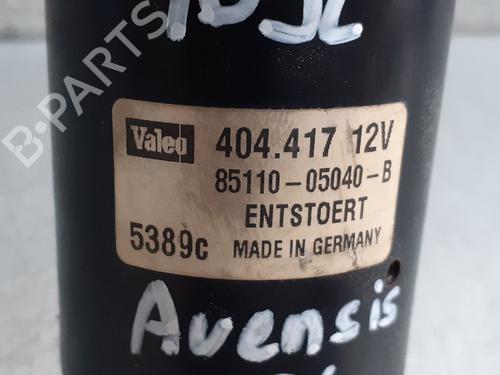 B-PARTS
Valeo 404.417 12V
85110-05040-B
ENTSTOERT
5389c MADE IN GERMANY
Avensis